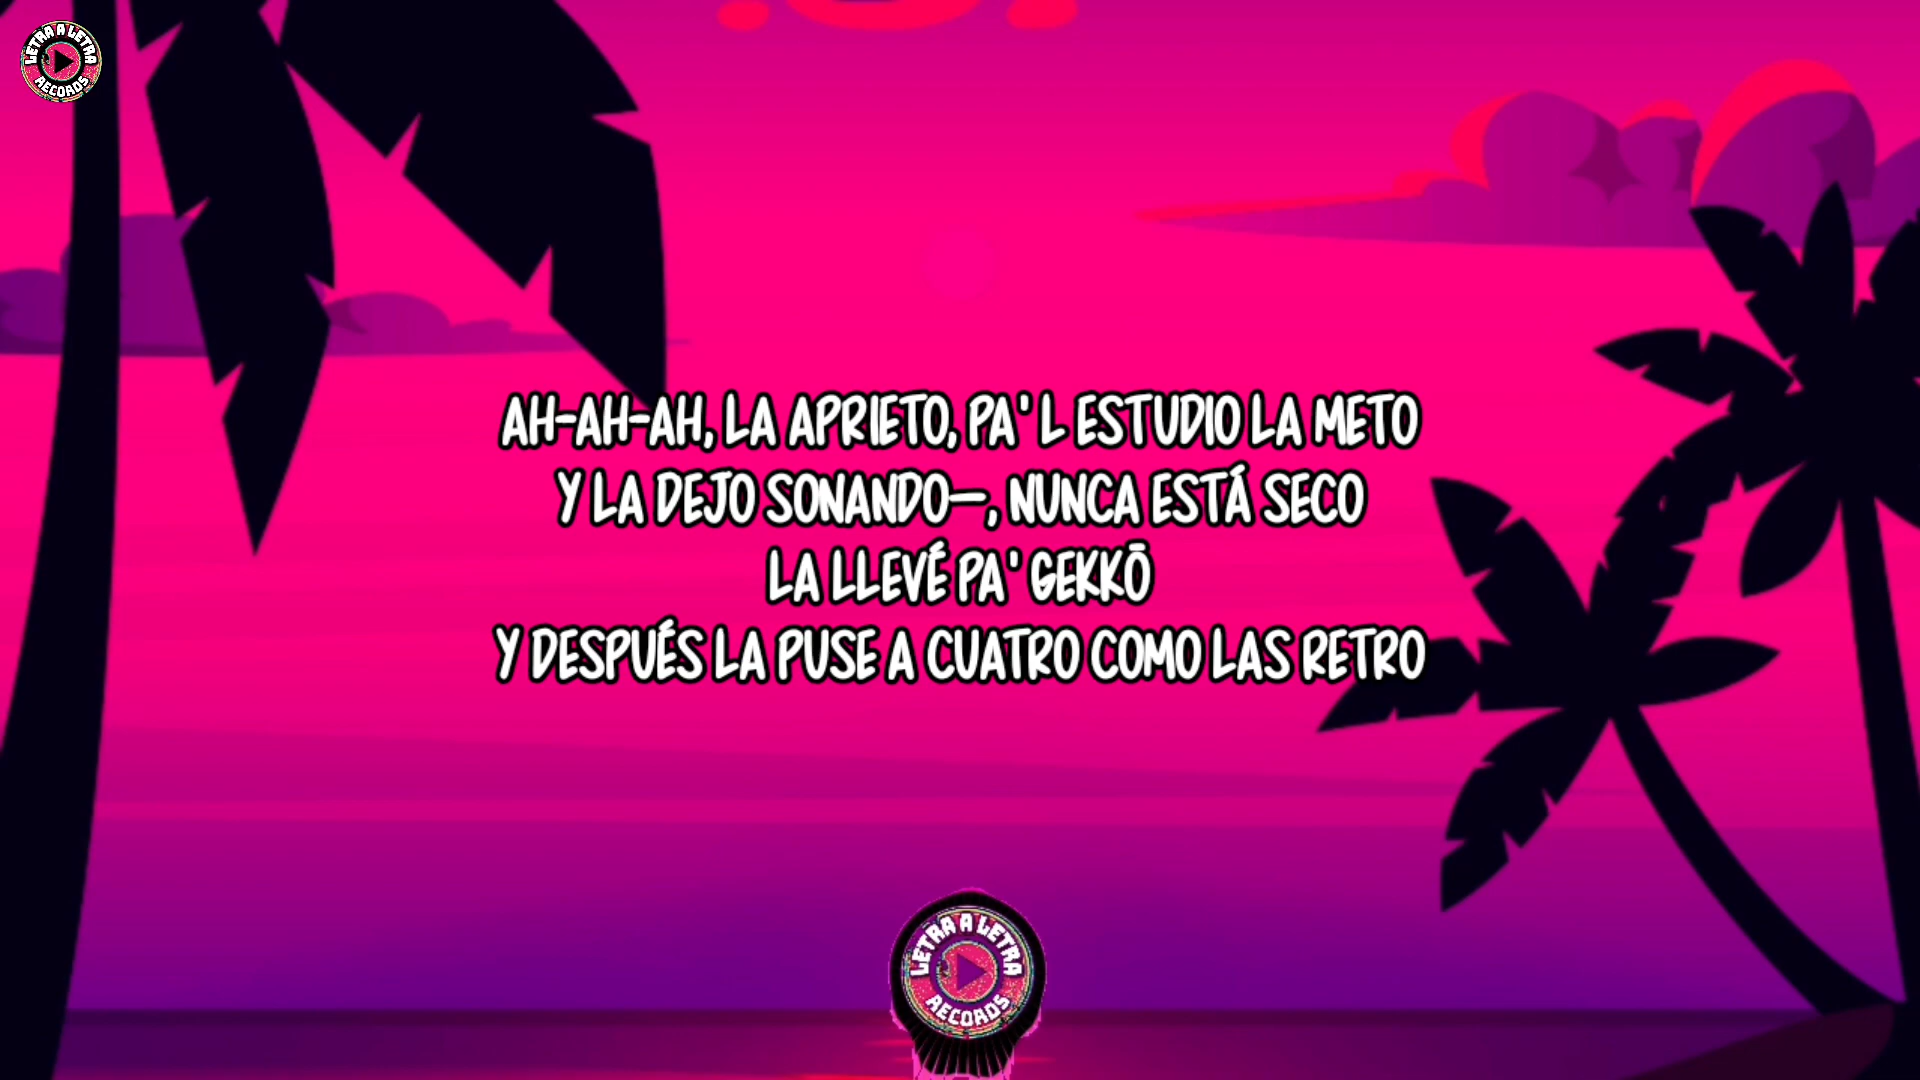 LETRA A LETRA
RECORDS
AH-AH-AH, LA APRIETO, PA'L ESTUDIO LA METO
Y LA DEJO SONANDO—, NUNCA ESTÁ SECO
LA LLEVÉ PA' GEKKŌ
Y DESPUÉS LA PUSE A CUATRO COMO LAS RETRO
LETRA A LETRA
RECORDS